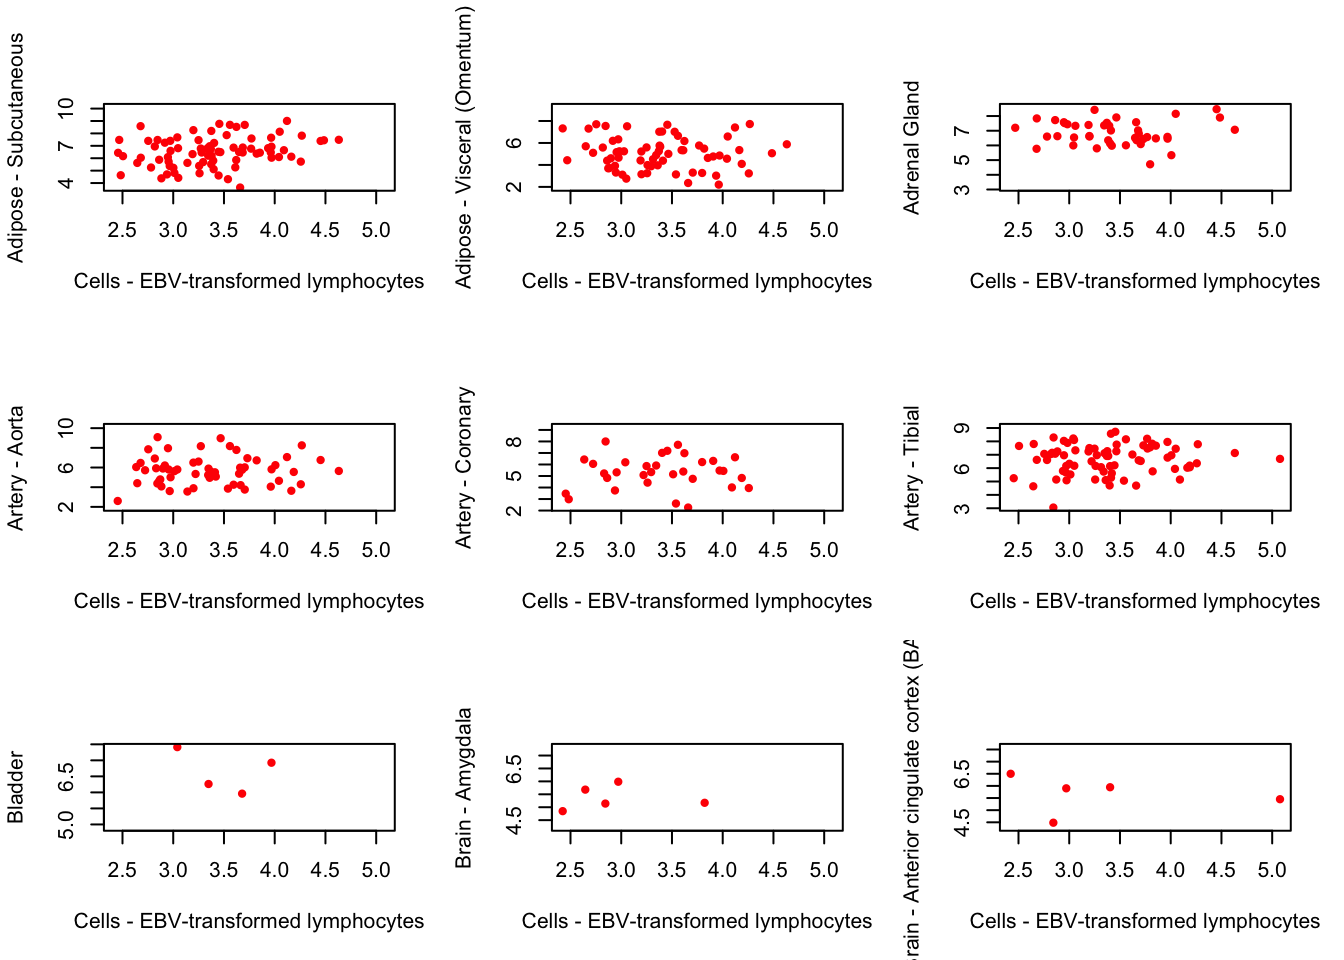 Adipose - Subcutaneous
10
7
4
2.5 3.0 3.5 4.0 4.5 5.0
Cells - EBV-transformed lymphocytes
Adipose - Visceral (Omentum)
6
2
2.5 3.0 3.5 4.0 4.5 5.0
Cells - EBV-transformed lymphocytes
Adrenal Gland
7
5
3
2.5 3.0 3.5 4.0 4.5 5.0
Cells - EBV-transformed lymphocytes
Artery - Aorta
10
6
2
2.5 3.0 3.5 4.0 4.5 5.0
Cells - EBV-transformed lymphocytes
Artery - Coronary
8
5
2
2.5 3.0 3.5 4.0 4.5 5.0
Cells - EBV-transformed lymphocytes
Artery - Tibial
9
6
3
2.5 3.0 3.5 4.0 4.5 5.0
Cells - EBV-transformed lymphocytes
Bladder
6.5
5.0
2.5 3.0 3.5 4.0 4.5 5.0
Cells - EBV-transformed lymphocytes
Brain - Amygdala
6.5
4.5
2.5 3.0 3.5 4.0 4.5 5.0
Cells - EBV-transformed lymphocytes
rain - Anterior cingulate cortex (BA
6.5
4.5
2.5 3.0 3.5 4.0 4.5 5.0
Cells - EBV-transformed lymphocytes